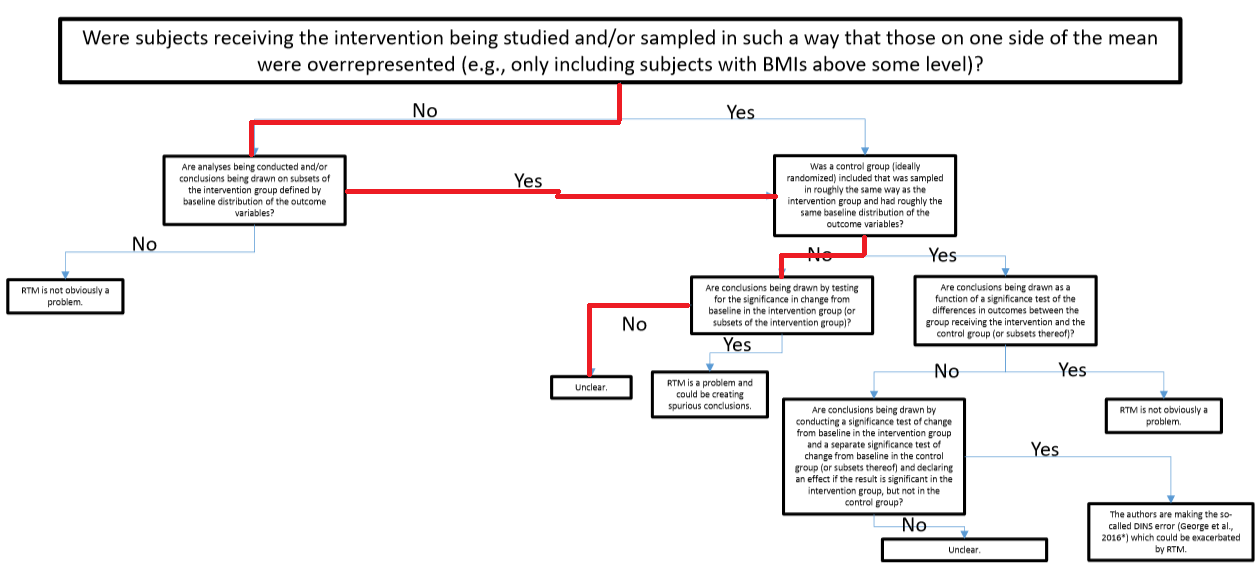 Were subjects receiving the intervention being studied and/or sampled in such a way that those on one side of the mean
were overrepresented (e.g., only including subjects with BMIs above some level)?
No
Yes
Are analyses being conducted and/or
conclusions being drawn on subsets of
the intervention group defined by
baseline distribution of the outcome
variables?
Yes
Was a control group (ideally
randomized) included that was sampled
in roughly the same way as the
intervention group and had roughly the
same baseline distribution of the
outcome variables?
No
RTM is not obviously a
problem.
No
Yes
Are conclusions being drawn by testing
for the significance in change from
baseline in the intervention group (or
subsets of the intervention group)?
Are conclusions being drawn as a
function of a significance test of the
differences in outcomes between the
group receiving the intervention and the
control group (or subsets thereof)?
No
Yes
Unclear.
RTM is a problem and
could be creating
spurious conclusions.
No
Yes
Are conclusions being drawn by
conducting a significance test of change
from baseline in the intervention group
and a separate significance test of
change from baseline in the control
group (or subsets thereof) and declaring
an effect if the result is significant in the
intervention group, but not in the
control group?
RTM is not obviously a
problem.
Yes
No
Unclear.
The authors are making the so-
called DINS error (George et al.,
2016*) which could be exacerbated
by RTM.